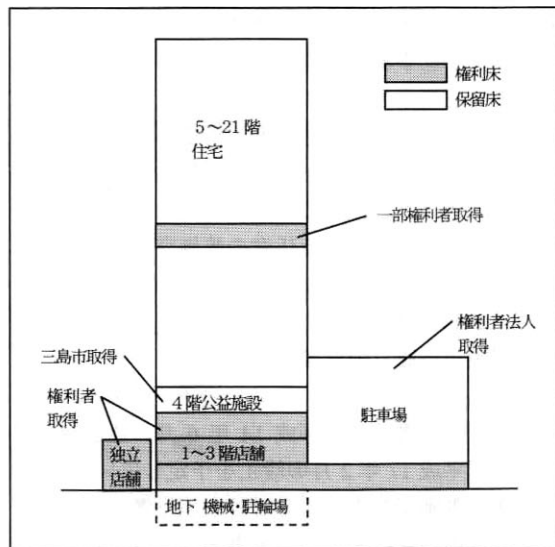 権利床
保留床
5～21階
住宅
一部権利者取得
権利者法人
取得
三島市取得
4階公益施設
権利者
取得
駐車場
独立
店舗
1～3階店舗
地下 機械・駐輪場